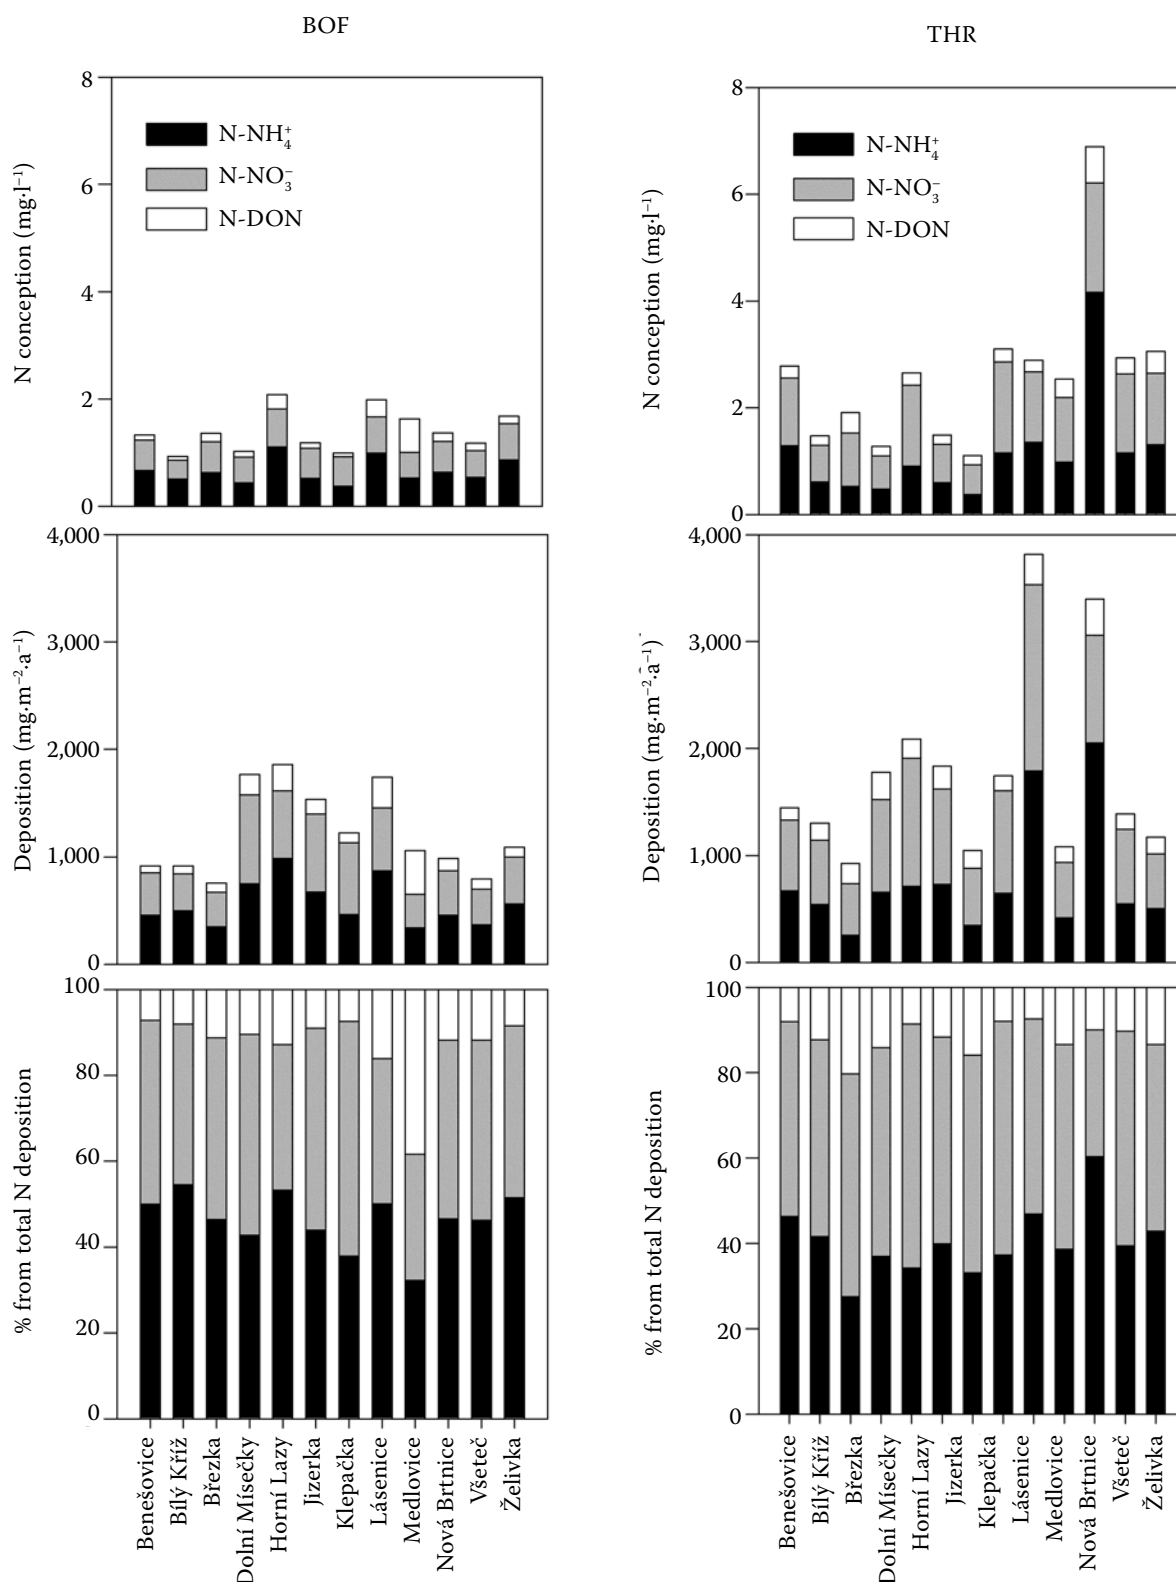 BOF
8
N-NH₄⁺
N-NO₃⁻
N-DON
6
4
2
0
N conception (mg·l⁻¹)
4,000
3,000
2,000
1,000
0
Deposition (mg·m⁻²·a⁻¹)
100
80
60
40
20
0
% from total N deposition
Benešovice
Bílý Kříž
Březka
Dolní Mísečky
Horní Lazy
Jizerka
Klepačka
Lásenice
Medlovice
Nová Brtnice
Všeteč
Želivka
THR
8
N-NH₄⁺
N-NO₃⁻
N-DON
6
4
2
0
N conception (mg·l⁻¹)
4,000
3,000
2,000
1,000
0
Deposition (mg·m⁻²·a⁻¹)
100
80
60
40
20
0
% from total N deposition
Benešovice
Bílý Kříž
Březka
Dolní Mísečky
Horní Lazy
Jizerka
Klepačka
Lásenice
Medlovice
Nová Brtnice
Všeteč
Želivka